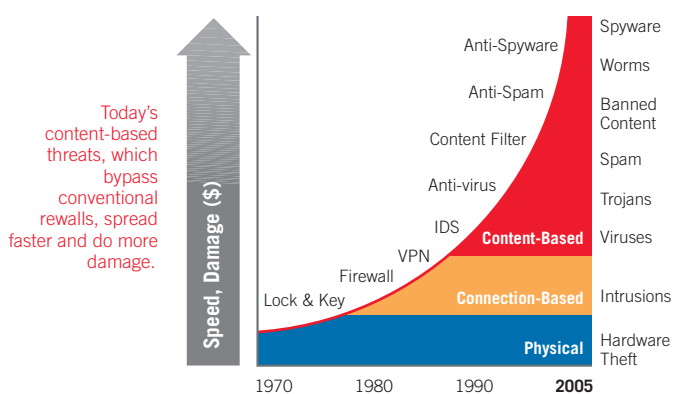 Today's
content-based
threats, which
bypass
conventional
rewalls, spread
faster and do more
damage.
Speed, Damage ($)
Anti-Spyware
Anti-Spam
Content Filter
Anti-virus
IDS
VPN
Firewall
Lock & Key
Content-Based
Connection-Based
Physical
Spyware
Worms
Banned
Content
Spam
Trojans
Viruses
Intrusions
Hardware
Theft
1970 1980 1990 2005